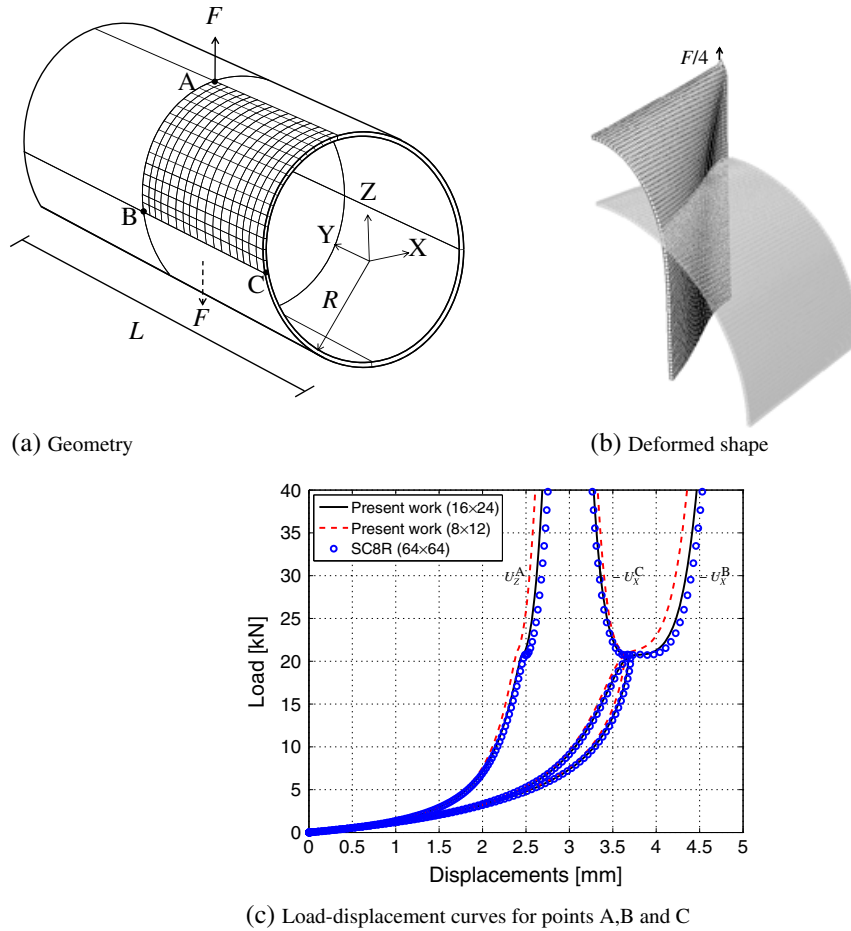 F
A
Z
B
Y
X
C
R
F
L
F/4
(a) Geometry
(b) Deformed shape
40
35
30
25
20
15
10
5
0
Load [kN]
Present work (16×24)
Present work (8×12)
SC8R (64×64)
U_Z^A
− U_X^C
− U_X^B
0 0.5 1 1.5 2 2.5 3 3.5 4 4.5 5
Displacements [mm]
(c) Load-displacement curves for points A,B and C